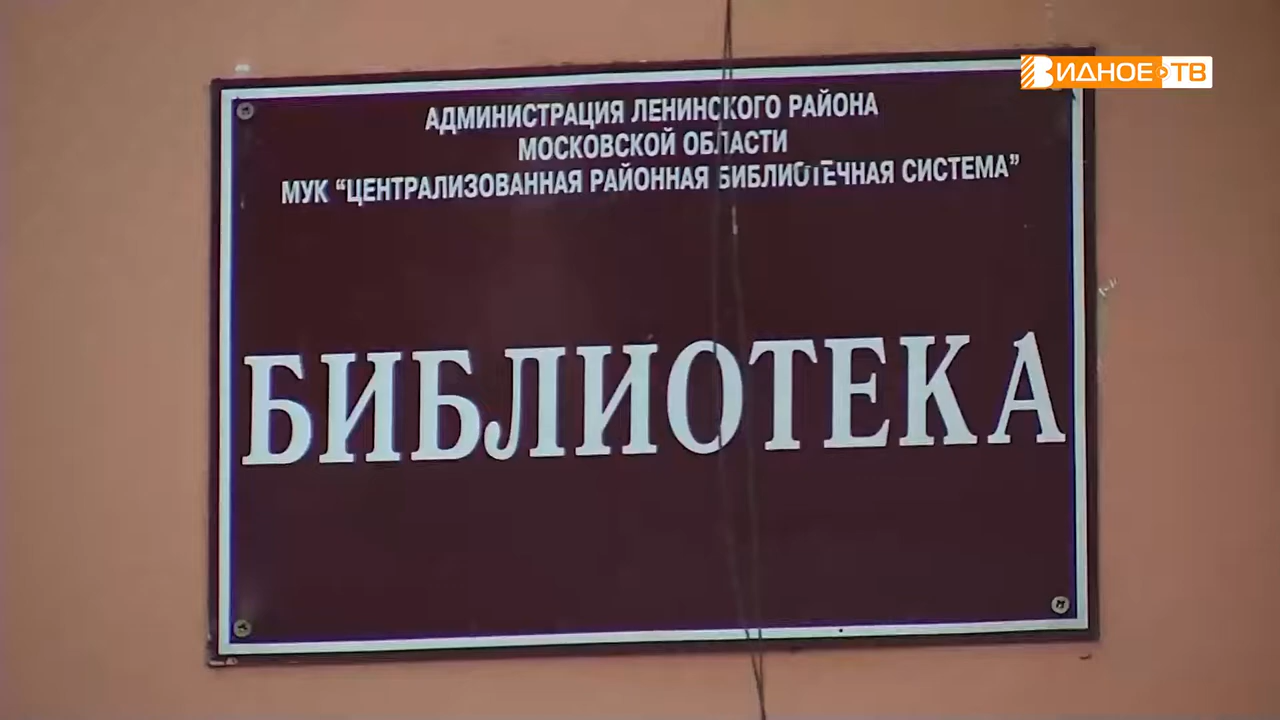 ВИДНОЕ ТВ
АДМИНИСТРАЦИЯ ЛЕНИНСКОГО РАЙОНА
МОСКОВСКОЙ ОБЛАСТИ
МУК “ЦЕНТРАЛИЗОВАННАЯ РАЙОННАЯ БИБЛИОТЕЧНАЯ СИСТЕМА”
БИБЛИОТЕКА